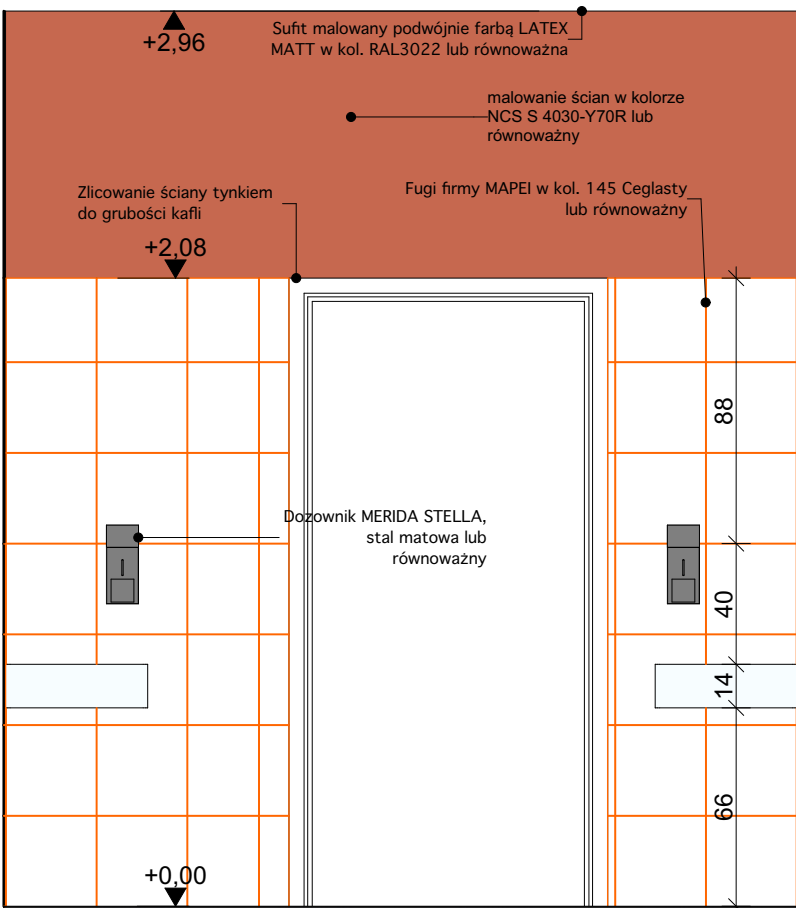 +2,96
Sufit malowany podwójnie farbą LATEX
MATT w kol. RAL3022 lub równoważna
malowanie ścian w kolorze
NCS S 4030-Y70R lub
równoważny
Zlicowanie ściany tynkiem
do grubości kafli
Fugi firmy MAPEI w kol. 145 Ceglasty
lub równoważny
+2,08
88
Dozownik MERIDA STELLA,
stal matowa lub
równoważny
40
14
66
+0,00